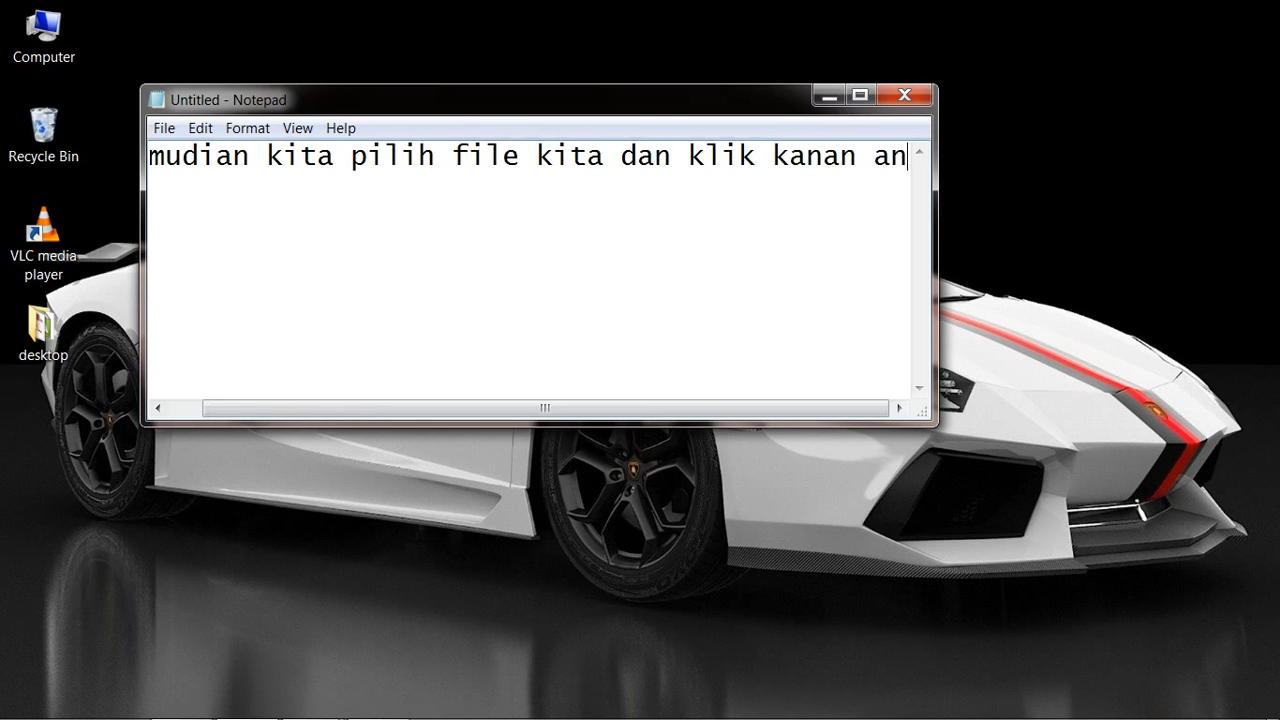 Computer
Recycle Bin
VLC media
player
desktop
Untitled - Notepad
File Edit Format View Help
mudian kita pilih file kita dan klik kanan an